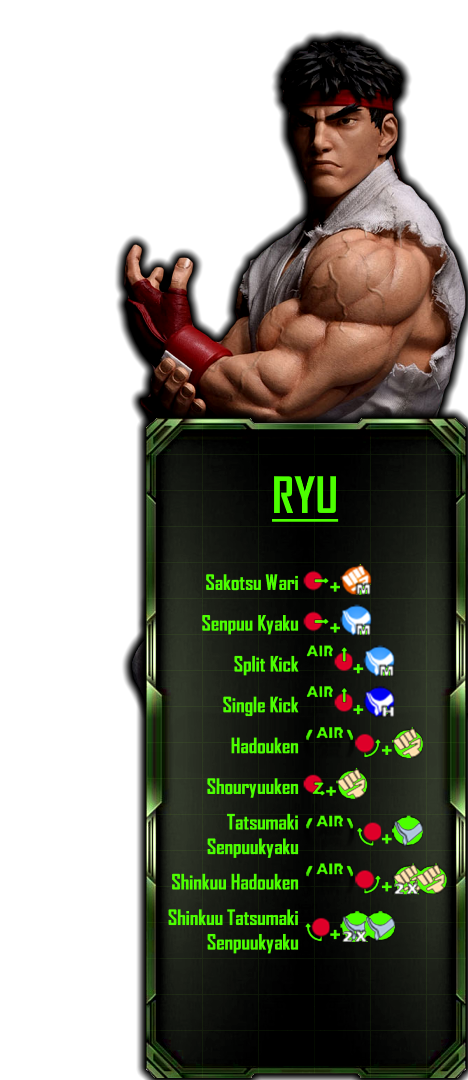 RYU
Sakotsu Wari + M
Senpuu Kyaku + M
Split Kick AIR + M
Single Kick AIR + H
Hadouken ( AIR ) +
Shouryuuken Z +
Tatsumaki ( AIR ) +
Senpuukyaku
Shinkuu Hadouken ( AIR ) + 2X
Shinkuu Tatsumaki + 2X
Senpuukyaku